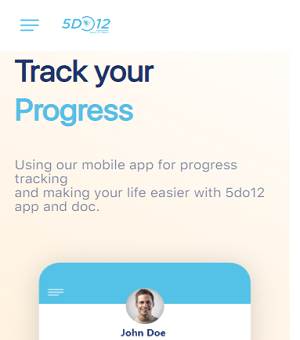 5DO12
Track your
Progress
Using our mobile app for progress
tracking
and making your life easier with 5do12
app and doc.
John Doe